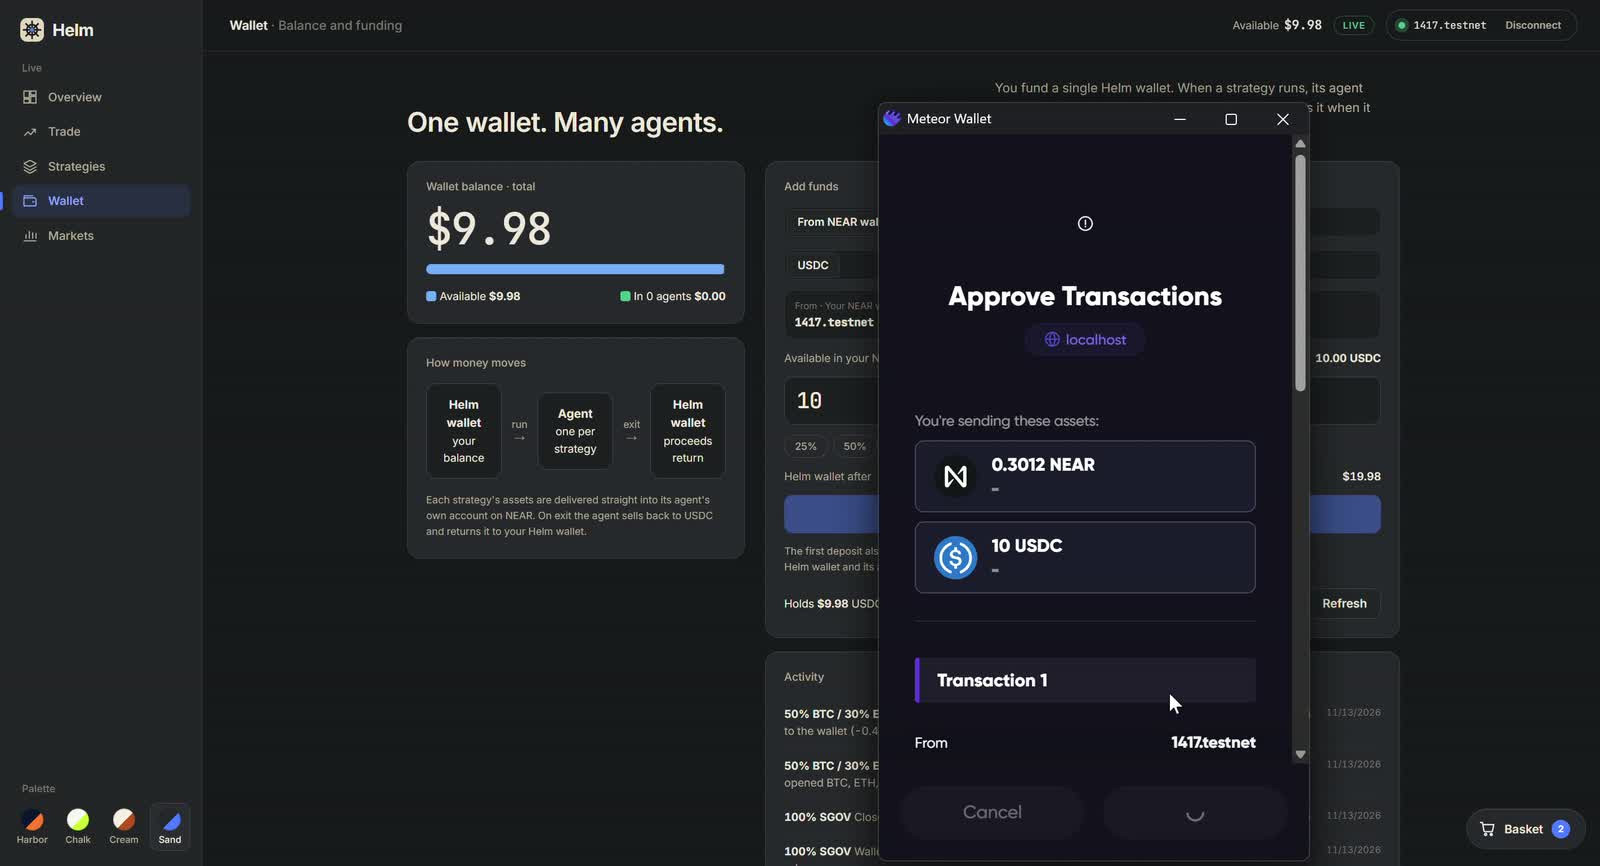 Helm
Live
Overview
Trade
Strategies
Wallet
Markets
Palette
Harbor
Chalk
Cream
Sand
Wallet · Balance and funding
Available $9.98
LIVE
1417.testnet
Disconnect
One wallet. Many agents.
You fund a single Helm wallet. When a strategy runs, its agent
s it when it
Wallet balance · total
$9.98
Available $9.98
In 0 agents $0.00
How money moves
Helm
wallet
your
balance
run
→
Agent
one per
strategy
exit
→
Helm
wallet
proceeds
return
Each strategy's assets are delivered straight into its agent's
own account on NEAR. On exit the agent sells back to USDC
and returns it to your Helm wallet.
Add funds
From NEAR wal
USDC
From · Your NEAR
1417.testnet
Available in your N
10.00 USDC
10
25%
50%
Helm wallet after
$19.98
The first deposit als
Helm wallet and its
Holds $9.98 USDC
Refresh
Activity
50% BTC / 30% E
to the wallet (-0.4
11/13/2026
50% BTC / 30% E
opened BTC, ETH,
11/13/2026
100% SGOV Clos
11/13/2026
100% SGOV Walle
11/13/2026
Meteor Wallet
Approve Transactions
localhost
You're sending these assets:
0.3012 NEAR
–
10 USDC
–
Transaction 1
From
1417.testnet
Cancel
Basket 2